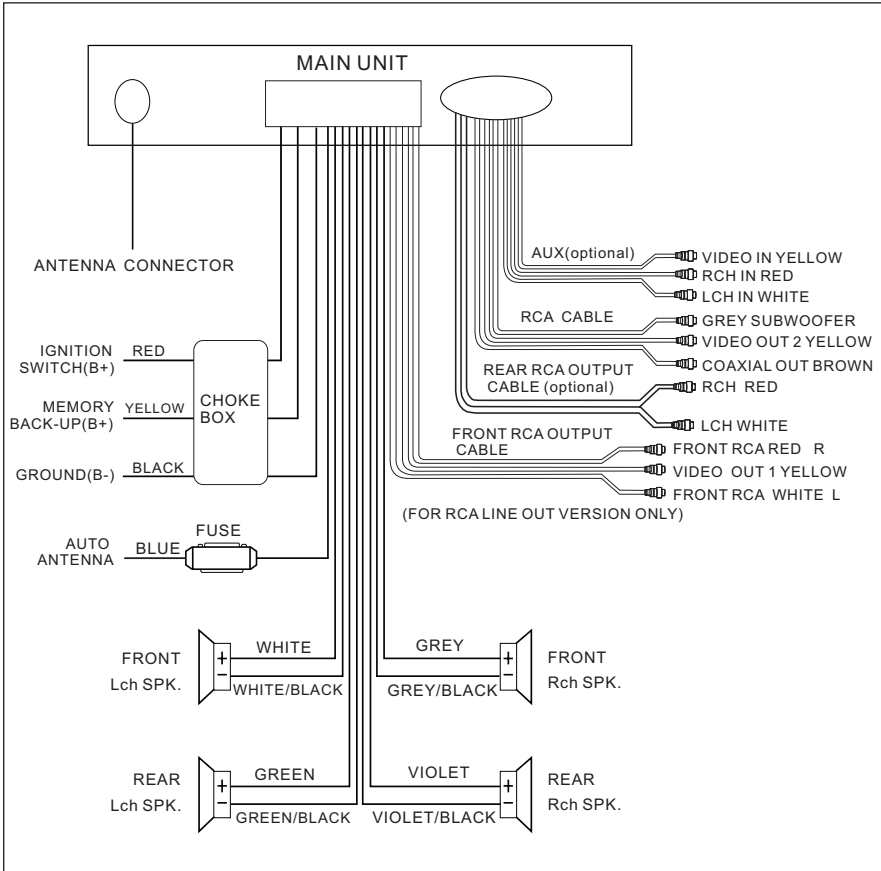 MAIN UNIT
ANTENNA CONNECTOR
AUX(optional)
VIDEO IN YELLOW
RCH IN RED
LCH IN WHITE
RCA CABLE
GREY SUBWOOFER
VIDEO OUT 2 YELLOW
COAXIAL OUT BROWN
REAR RCA OUTPUT
CABLE (optional)
RCH RED
LCH WHITE
FRONT RCA OUTPUT
CABLE
FRONT RCA RED R
VIDEO OUT 1 YELLOW
FRONT RCA WHITE L
(FOR RCA LINE OUT VERSION ONLY)
IGNITION
SWITCH(B+)
RED
MEMORY
BACK-UP(B+)
YELLOW
GROUND(B-)
BLACK
CHOKE
BOX
AUTO
ANTENNA
BLUE
FUSE
FRONT
Lch SPK.
+
−
WHITE
WHITE/BLACK
GREY
GREY/BLACK
+
−
FRONT
Rch SPK.
REAR
Lch SPK.
+
−
GREEN
GREEN/BLACK
VIOLET
VIOLET/BLACK
+
−
REAR
Rch SPK.